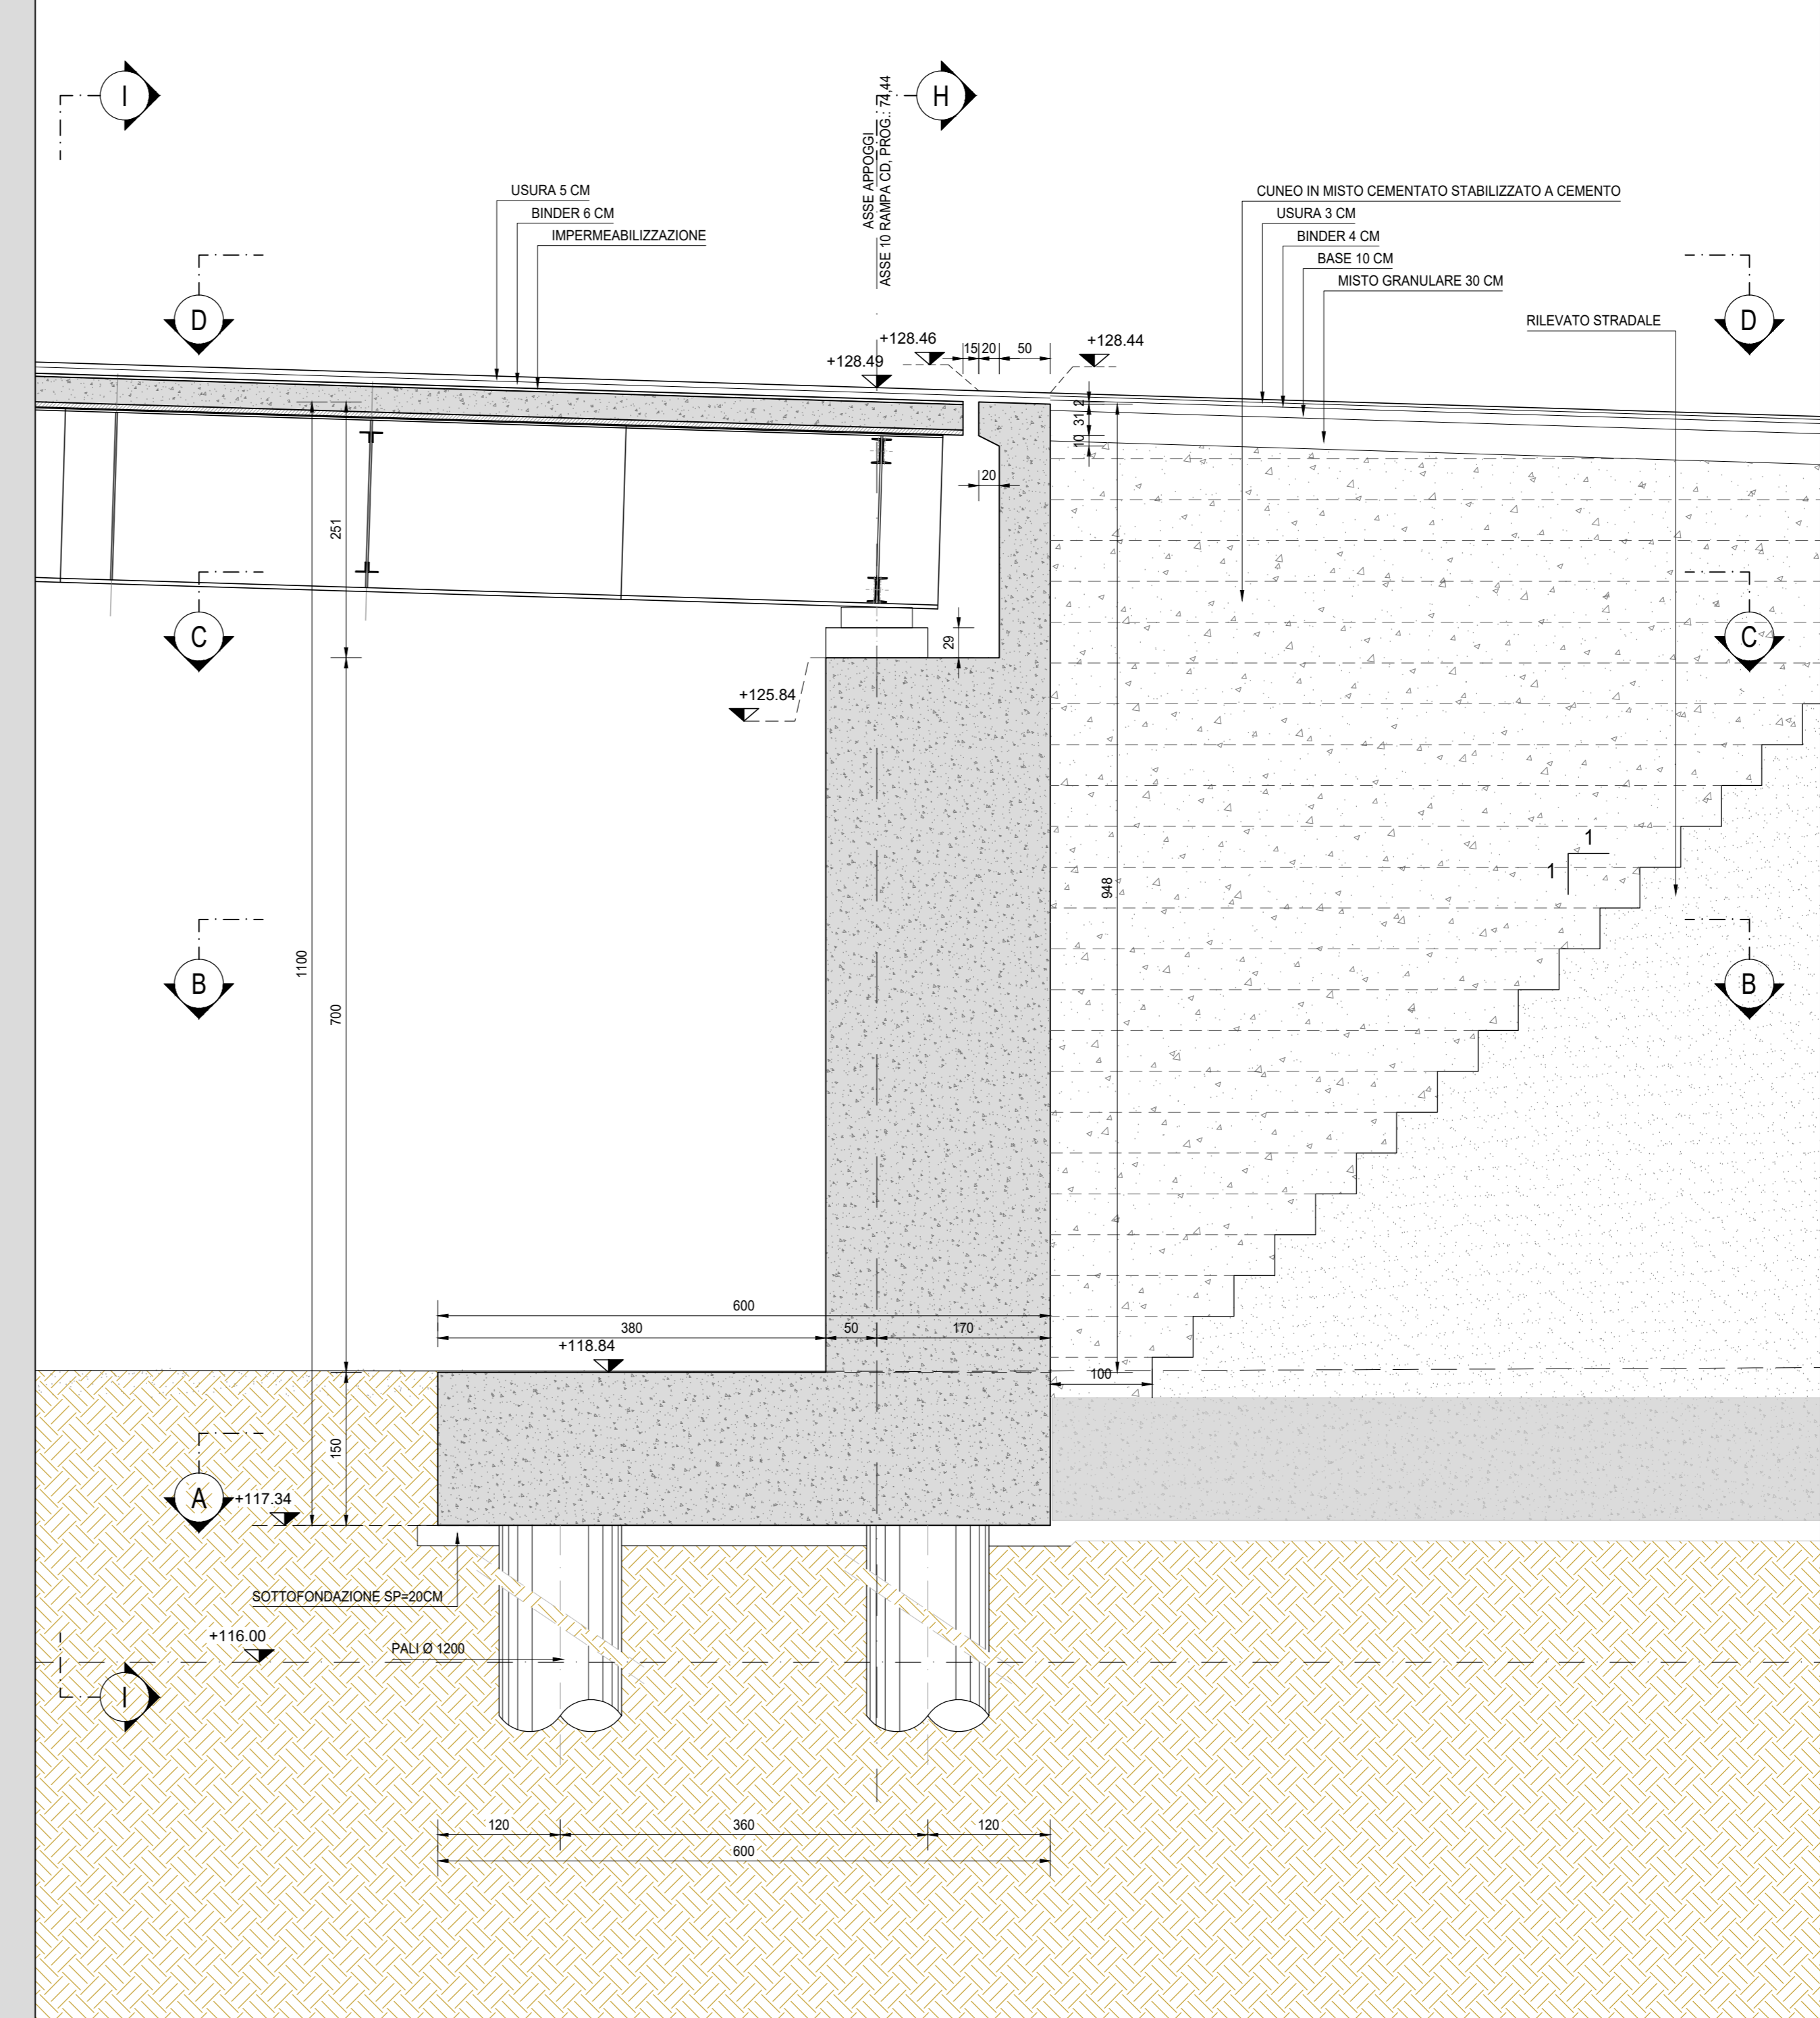 I
H
ASSE APPOGGI
ASSE 10 RAMPA CD, PROG.: 74,44
USURA 5 CM
BINDER 6 CM
IMPERMEABILIZZAZIONE
CUNEO IN MISTO CEMENTATO STABILIZZATO A CEMENTO
USURA 3 CM
BINDER 4 CM
BASE 10 CM
MISTO GRANULARE 30 CM
RILEVATO STRADALE
D
D
+128.46
+128.49
15
20
50
+128.44
2
31
10
20
251
29
C
C
+125.84
1
1
948
1100
700
B
B
600
380
50
170
+118.84
100
150
A
+117.34
SOTTOFONDAZIONE SP=20CM
+116.00
PALI Ø 1200
I
120
360
120
600